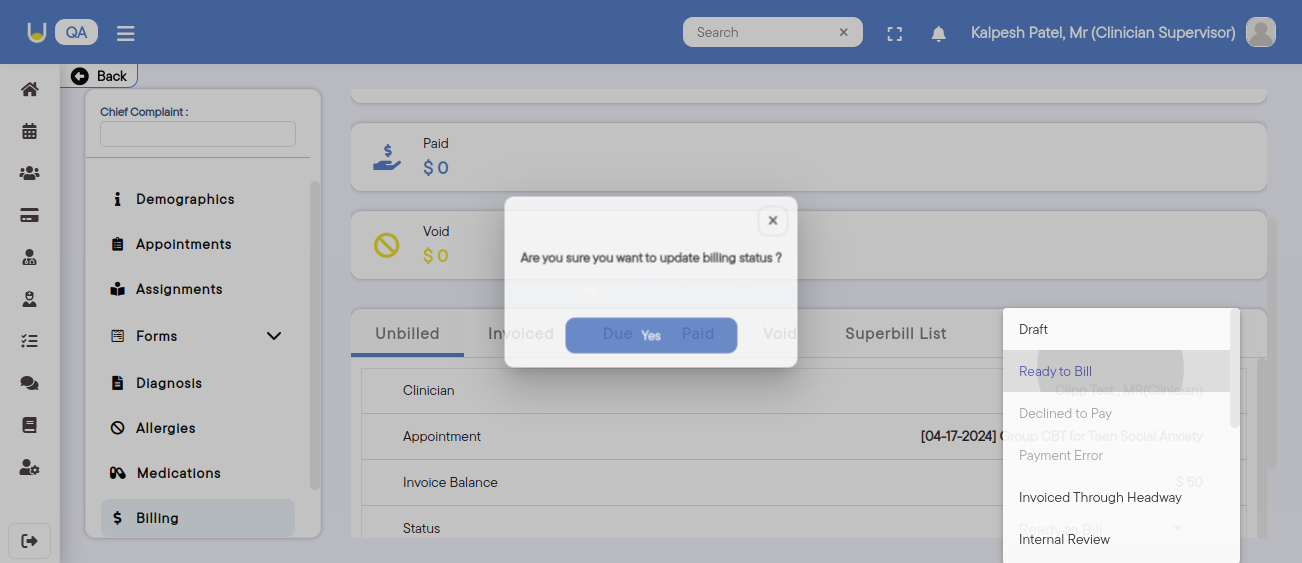 QA
Search
Kalpesh Patel, Mr (Clinician Supervisor)
Back
Chief Complaint :
Demographics
Appointments
Assignments
Forms
Diagnosis
Allergies
Medications
Billing
Paid
$ 0
Void
$ 0
Are you sure you want to update billing status ?
Yes
Unbilled
Invoiced
Due
Paid
Void
Superbill List
Clinician
Clipp Test , MR(Clinician)
Appointment
[04-17-2024] Group CBT for Teen Social Anxiety
Invoice Balance
$ 50
Status
Ready to Bill
Draft
Ready to Bill
Declined to Pay
Payment Error
Invoiced Through Headway
Internal Review